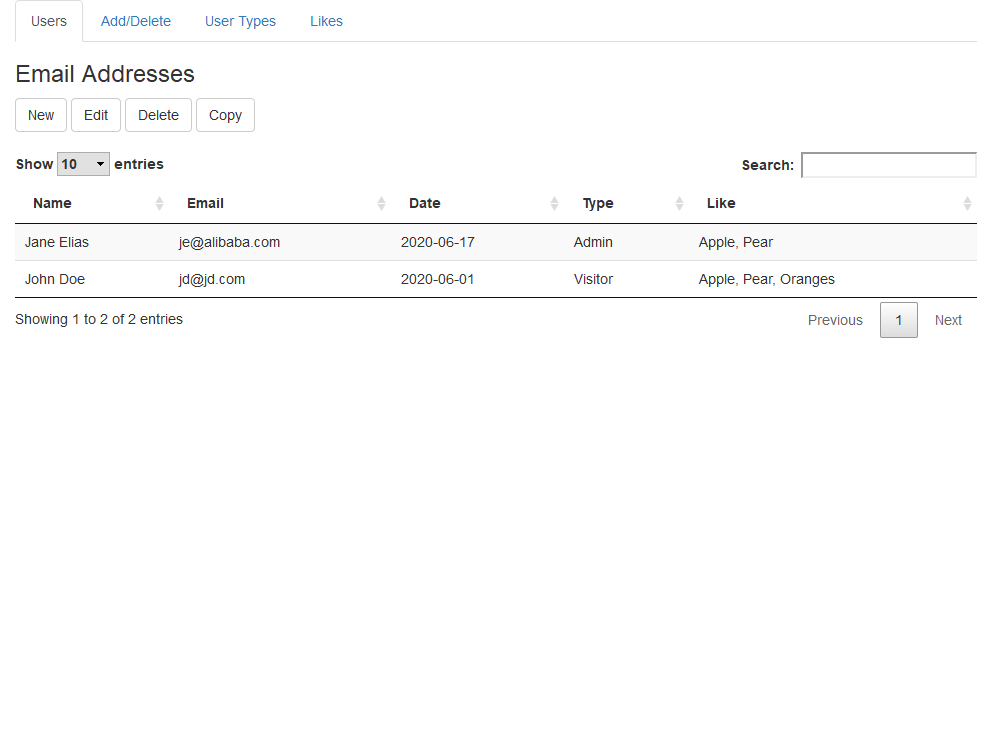 Users Add/Delete User Types Likes
Email Addresses
New Edit Delete Copy
Show 10 entries Search:
Name Email Date Type Like
Jane Elias je@alibaba.com 2020-06-17 Admin Apple, Pear
John Doe jd@jd.com 2020-06-01 Visitor Apple, Pear, Oranges
Showing 1 to 2 of 2 entries Previous 1 Next